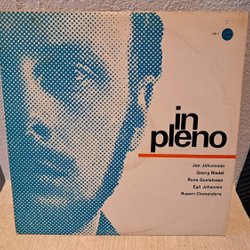 in
pleno
Jan Johansson
Georg Riedel
Rune Gustafsson
Egil Johansen
Rupert Clemendore